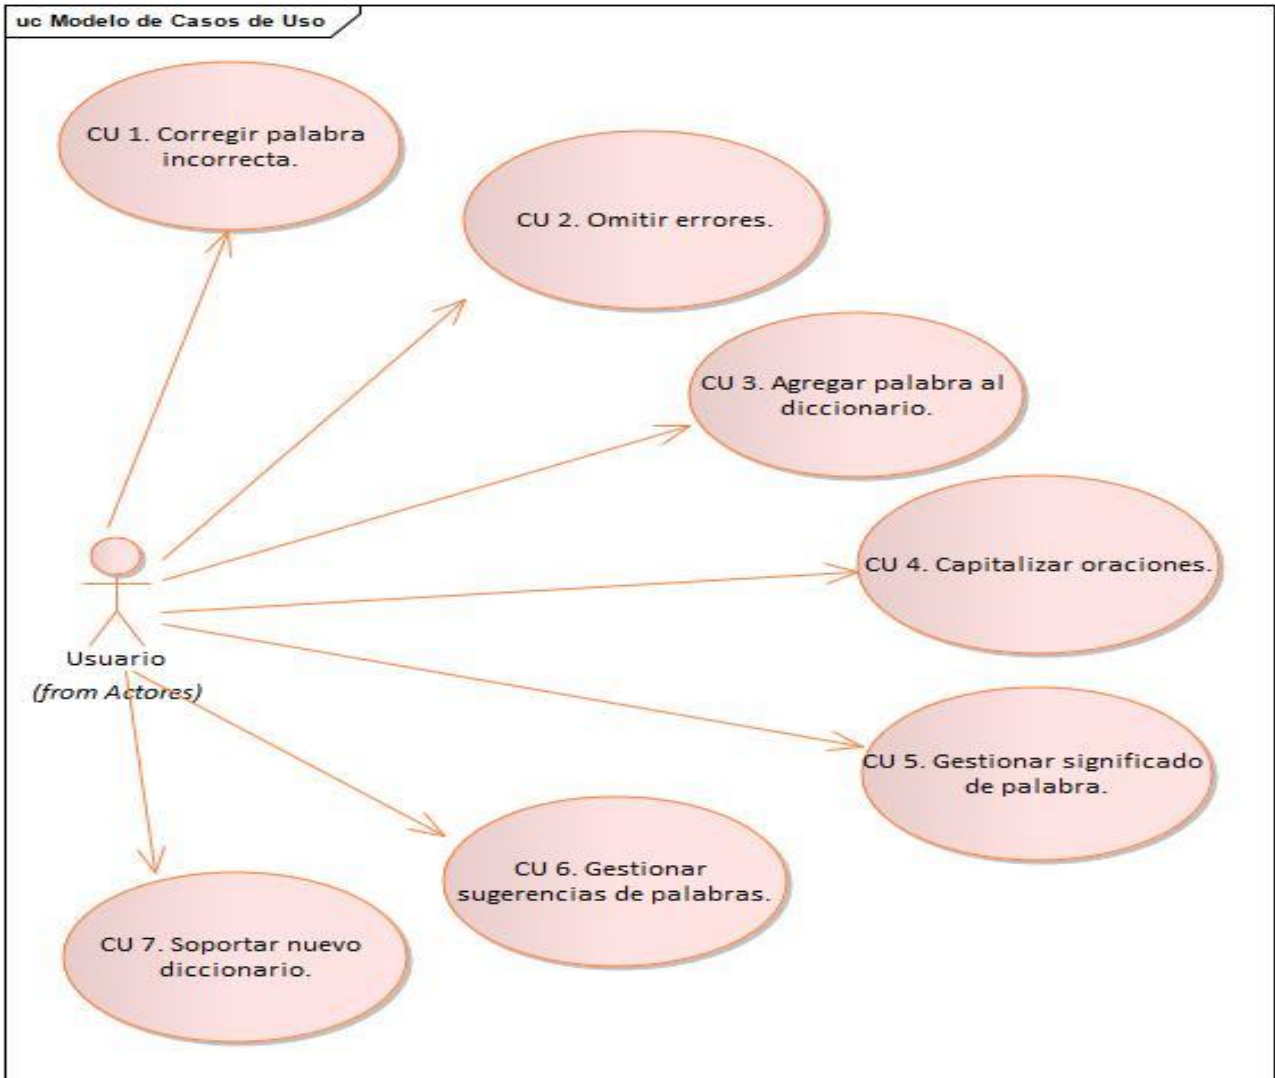 uc Modelo de Casos de Uso
CU 1. Corregir palabra
incorrecta.
CU 2. Omitir errores.
CU 3. Agregar palabra al
diccionario.
CU 4. Capitalizar oraciones.
Usuario
(from Actores)
CU 5. Gestionar significado
de palabra.
CU 6. Gestionar
sugerencias de palabras.
CU 7. Soportar nuevo
diccionario.